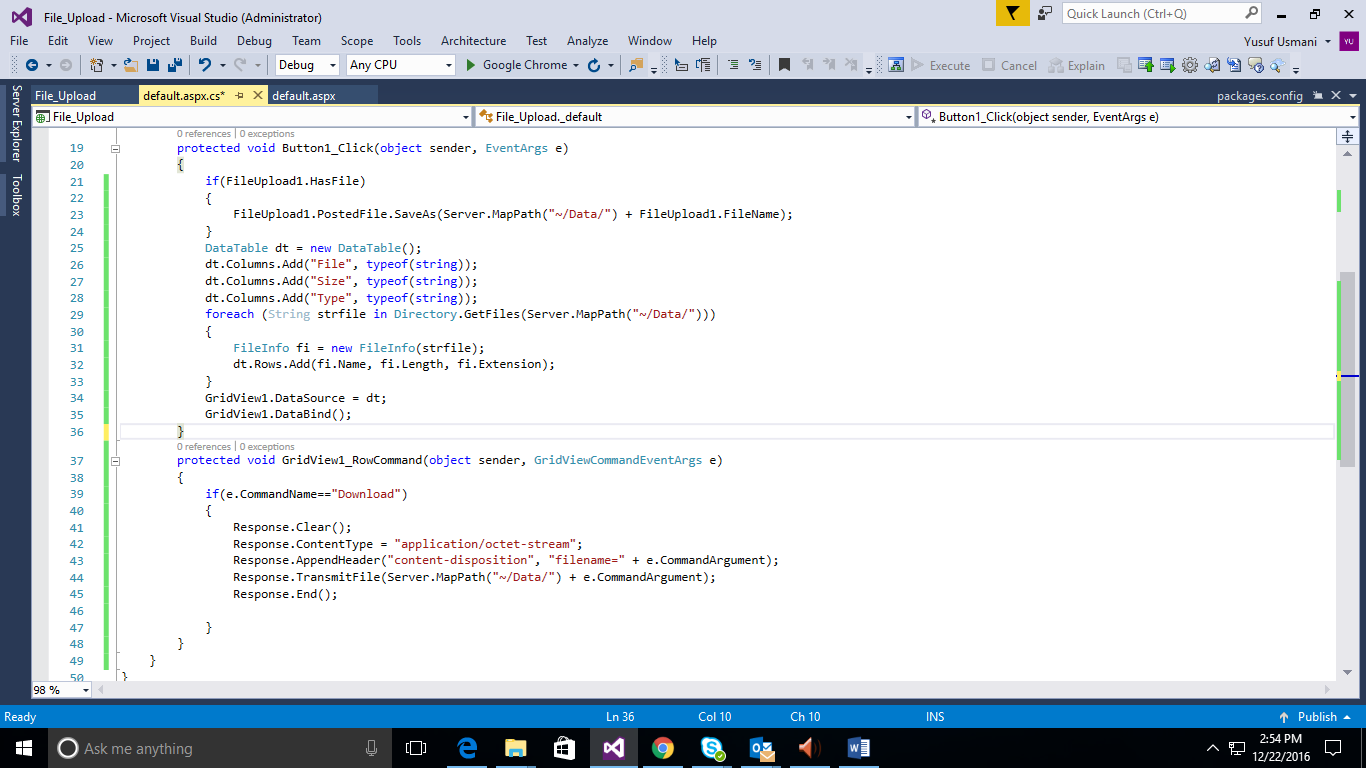 File_Upload - Microsoft Visual Studio (Administrator)
Quick Launch (Ctrl+Q)
File Edit View Project Build Debug Team Scope Tools Architecture Test Analyze Window Help
Yusuf Usmani
YU
Debug Any CPU Google Chrome Execute Cancel Explain
Server Explorer
Toolbox
File_Upload default.aspx.cs* default.aspx packages.config
File_Upload File_Upload._default Button1_Click(object sender, EventArgs e)
0 references | 0 exceptions
19 protected void Button1_Click(object sender, EventArgs e)
20 {
21 if(FileUpload1.HasFile)
22 {
23 FileUpload1.PostedFile.SaveAs(Server.MapPath("~/Data/") + FileUpload1.FileName);
24 }
25 DataTable dt = new DataTable();
26 dt.Columns.Add("File", typeof(string));
27 dt.Columns.Add("Size", typeof(string));
28 dt.Columns.Add("Type", typeof(string));
29 foreach (String strfile in Directory.GetFiles(Server.MapPath("~/Data/")))
30 {
31 FileInfo fi = new FileInfo(strfile);
32 dt.Rows.Add(fi.Name, fi.Length, fi.Extension);
33 }
34 GridView1.DataSource = dt;
35 GridView1.DataBind();
36 }
0 references | 0 exceptions
37 protected void GridView1_RowCommand(object sender, GridViewCommandEventArgs e)
38 {
39 if(e.CommandName=="Download")
40 {
41 Response.Clear();
42 Response.ContentType = "application/octet-stream";
43 Response.AppendHeader("content-disposition", "filename=" + e.CommandArgument);
44 Response.TransmitFile(Server.MapPath("~/Data/") + e.CommandArgument);
45 Response.End();
46
47 }
48 }
49 }
50 }
98 %
Ready Ln 36 Col 10 Ch 10 INS Publish
Ask me anything
2:54 PM
12/22/2016